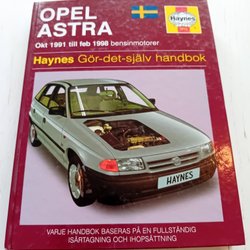 OPEL
ASTRA
Haynes
Okt 1991 till feb 1998 bensinmotorer
Haynes Gör-det-själv handbok
HAYNES
VARJE HANDBOK BASERAS PÅ EN FULLSTÄNDIG
ISÄRTAGNING OCH IHOPSÄTTNING